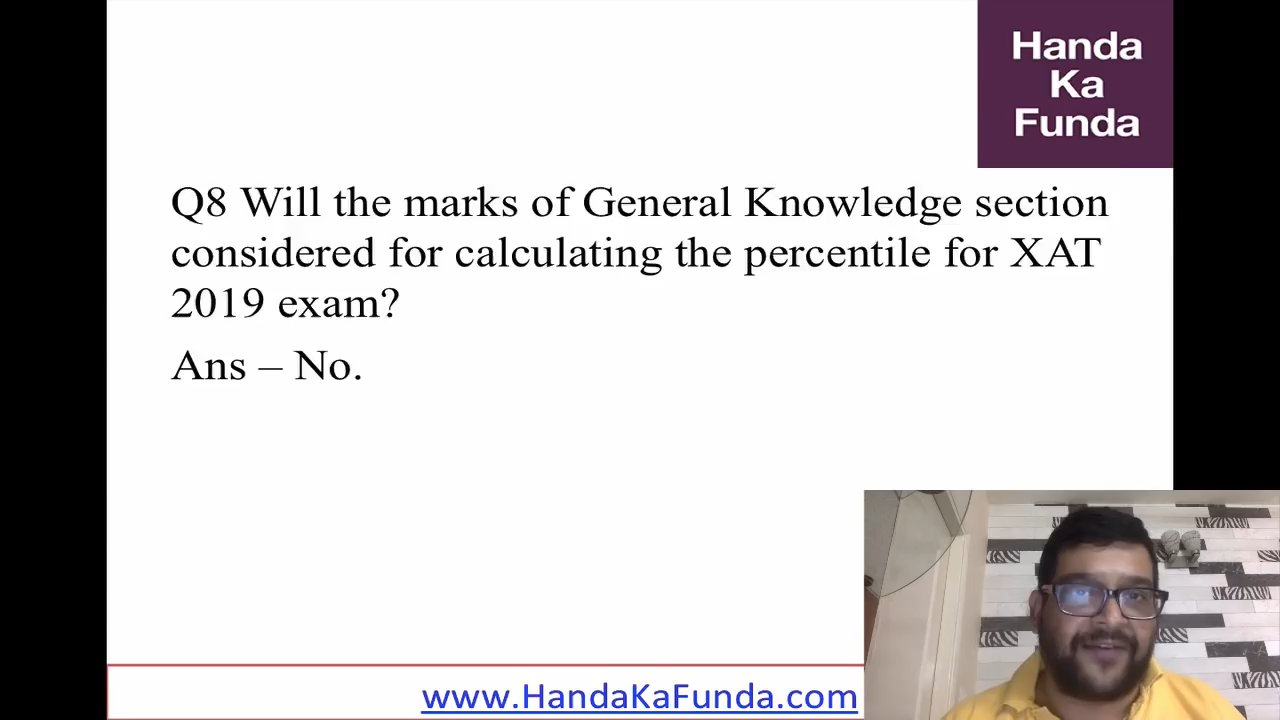 Handa
Ka
Funda
Q8 Will the marks of General Knowledge section
considered for calculating the percentile for XAT
2019 exam?
Ans – No.
www.HandaKaFunda.com